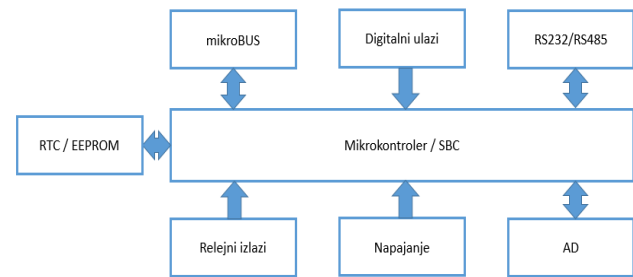 mikroBUS
Digitalni ulazi
RS232/RS485
RTC / EEPROM
Mikrokontroler / SBC
Relejni izlazi
Napajanje
AD